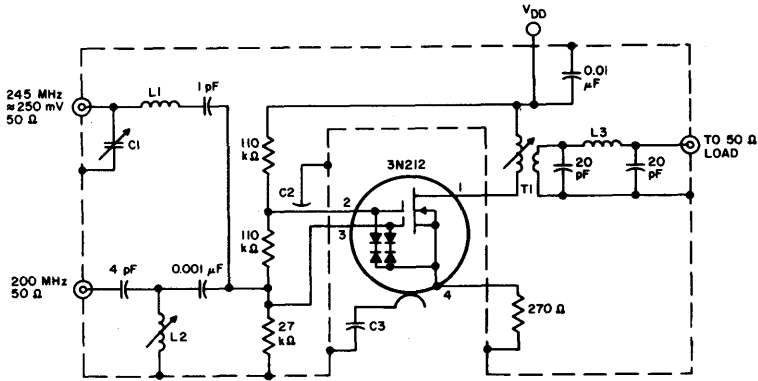 V_DD
245 MHz
≈250 mV
50 Ω
L1
1 pF
C1
0.01
μF
110
kΩ
3N212
L3
TO 50 Ω
LOAD
20
pF
20
pF
T1
C2
1
2
3
4
110
kΩ
200 MHz
50 Ω
4 pF
0.001 μF
L2
27
kΩ
C3
270 Ω